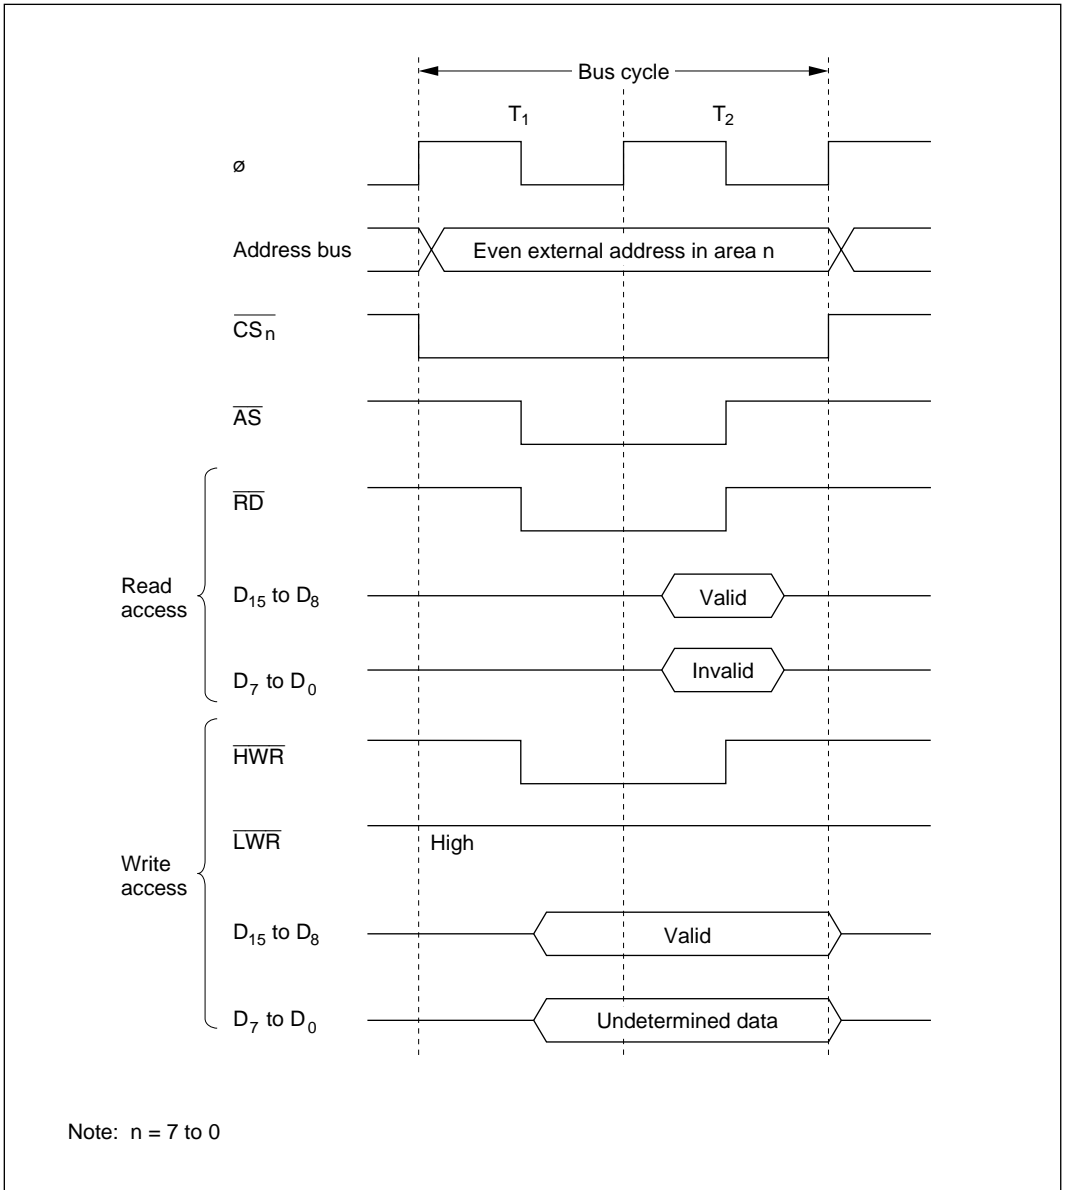 Bus cycle
T1 T2
ø
Address bus Even external address in area n
CSn
AS
RD
Read access
D15 to D8 Valid
D7 to D0 Invalid
HWR
LWR High
Write access
D15 to D8 Valid
D7 to D0 Undetermined data
Note: n = 7 to 0